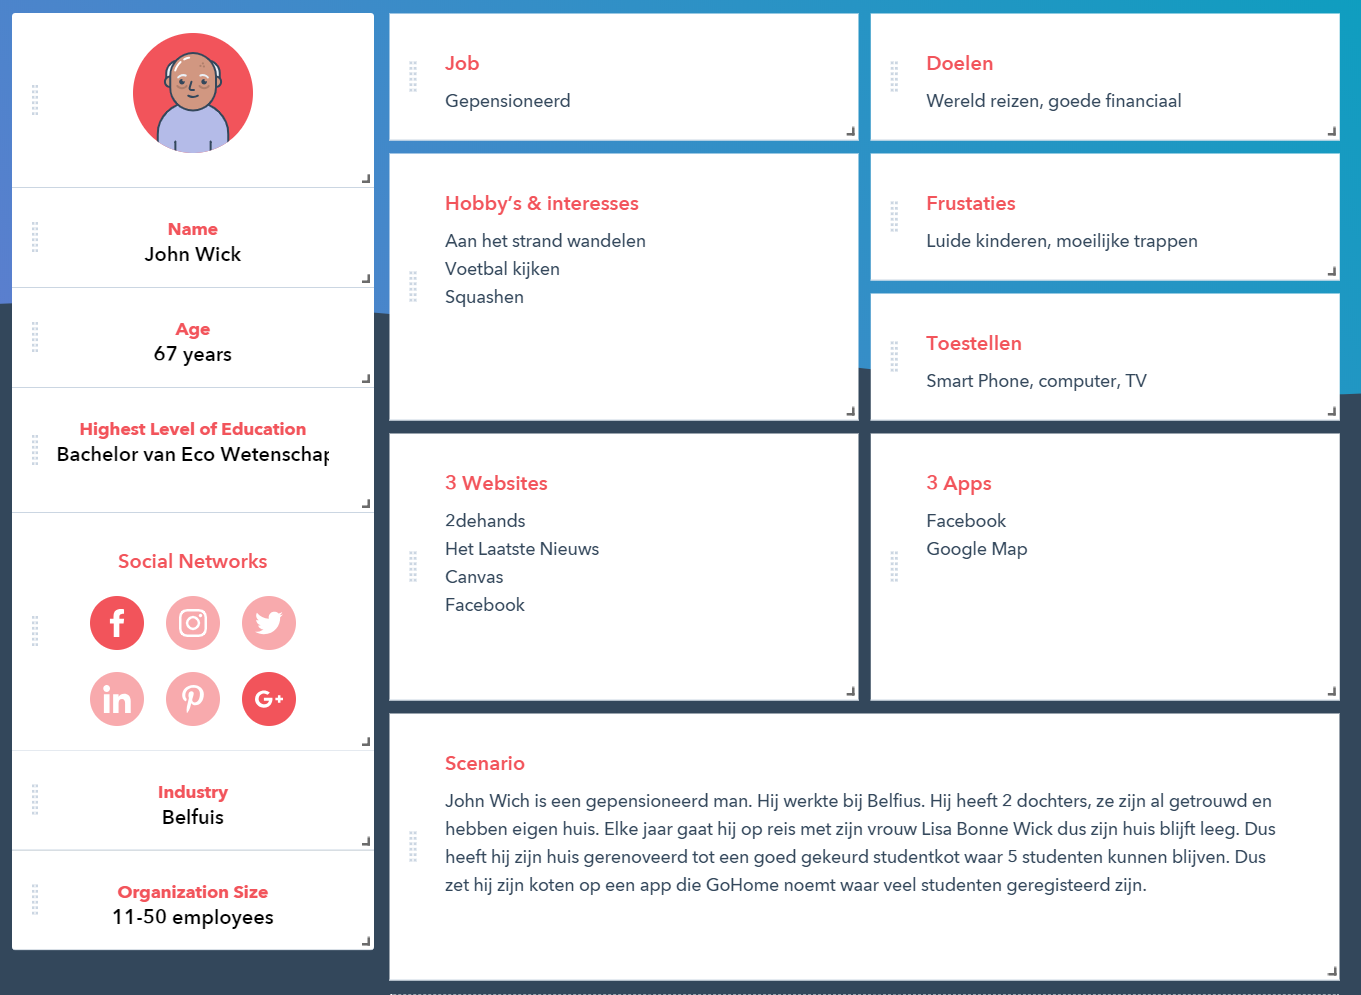 Name
John Wick
Age
67 years
Highest Level of Education
Bachelor van Eco Wetenschap
Social Networks
f
in
G+
Industry
Belfuis
Organization Size
11-50 employees
Job
Gepensioneerd
Doelen
Wereld reizen, goede financiaal
Hobby’s & interesses
Aan het strand wandelen
Voetbal kijken
Squashen
Frustaties
Luide kinderen, moeilijke trappen
Toestellen
Smart Phone, computer, TV
3 Websites
2dehands
Het Laatste Nieuws
Canvas
Facebook
3 Apps
Facebook
Google Map
Scenario
John Wich is een gepensioneerd man. Hij werkte bij Belfius. Hij heeft 2 dochters, ze zijn al getrouwd en
hebben eigen huis. Elke jaar gaat hij op reis met zijn vrouw Lisa Bonne Wick dus zijn huis blijft leeg. Dus
heeft hij zijn huis gerenoveerd tot een goed gekeurd studentkot waar 5 studenten kunnen blijven. Dus
zet hij zijn koten op een app die GoHome noemt waar veel studenten geregisteerd zijn.